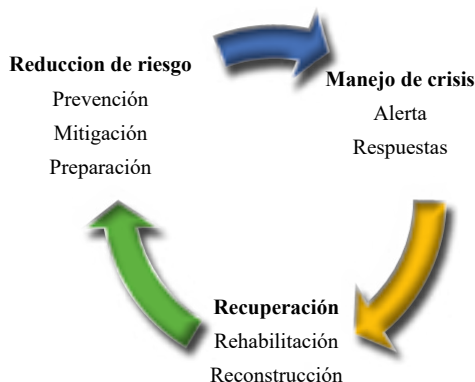 Reduccion de riesgo
Prevención
Mitigación
Preparación
Manejo de crisis
Alerta
Respuestas
Recuperación
Rehabilitación
Reconstrucción